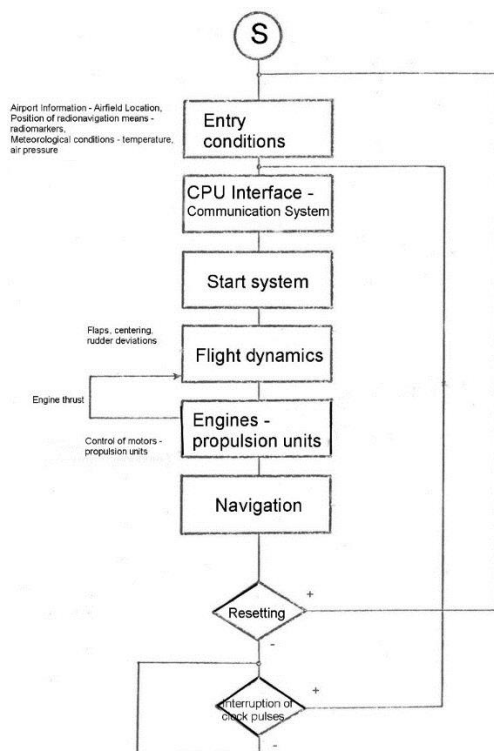 S
Airport Information - Airfield Location,
Position of radionavigation means -
radiomarkers,
Meteorological conditions - temperature,
air pressure
Entry
conditions
CPU Interface -
Communication System
Start system
Flaps, centering,
rudder deviations
Flight dynamics
Engine thrust
Engines -
propulsion units
Control of motors -
propulsion units
Navigation
+
Resetting
-
+
Interruption of
clock pulses
-